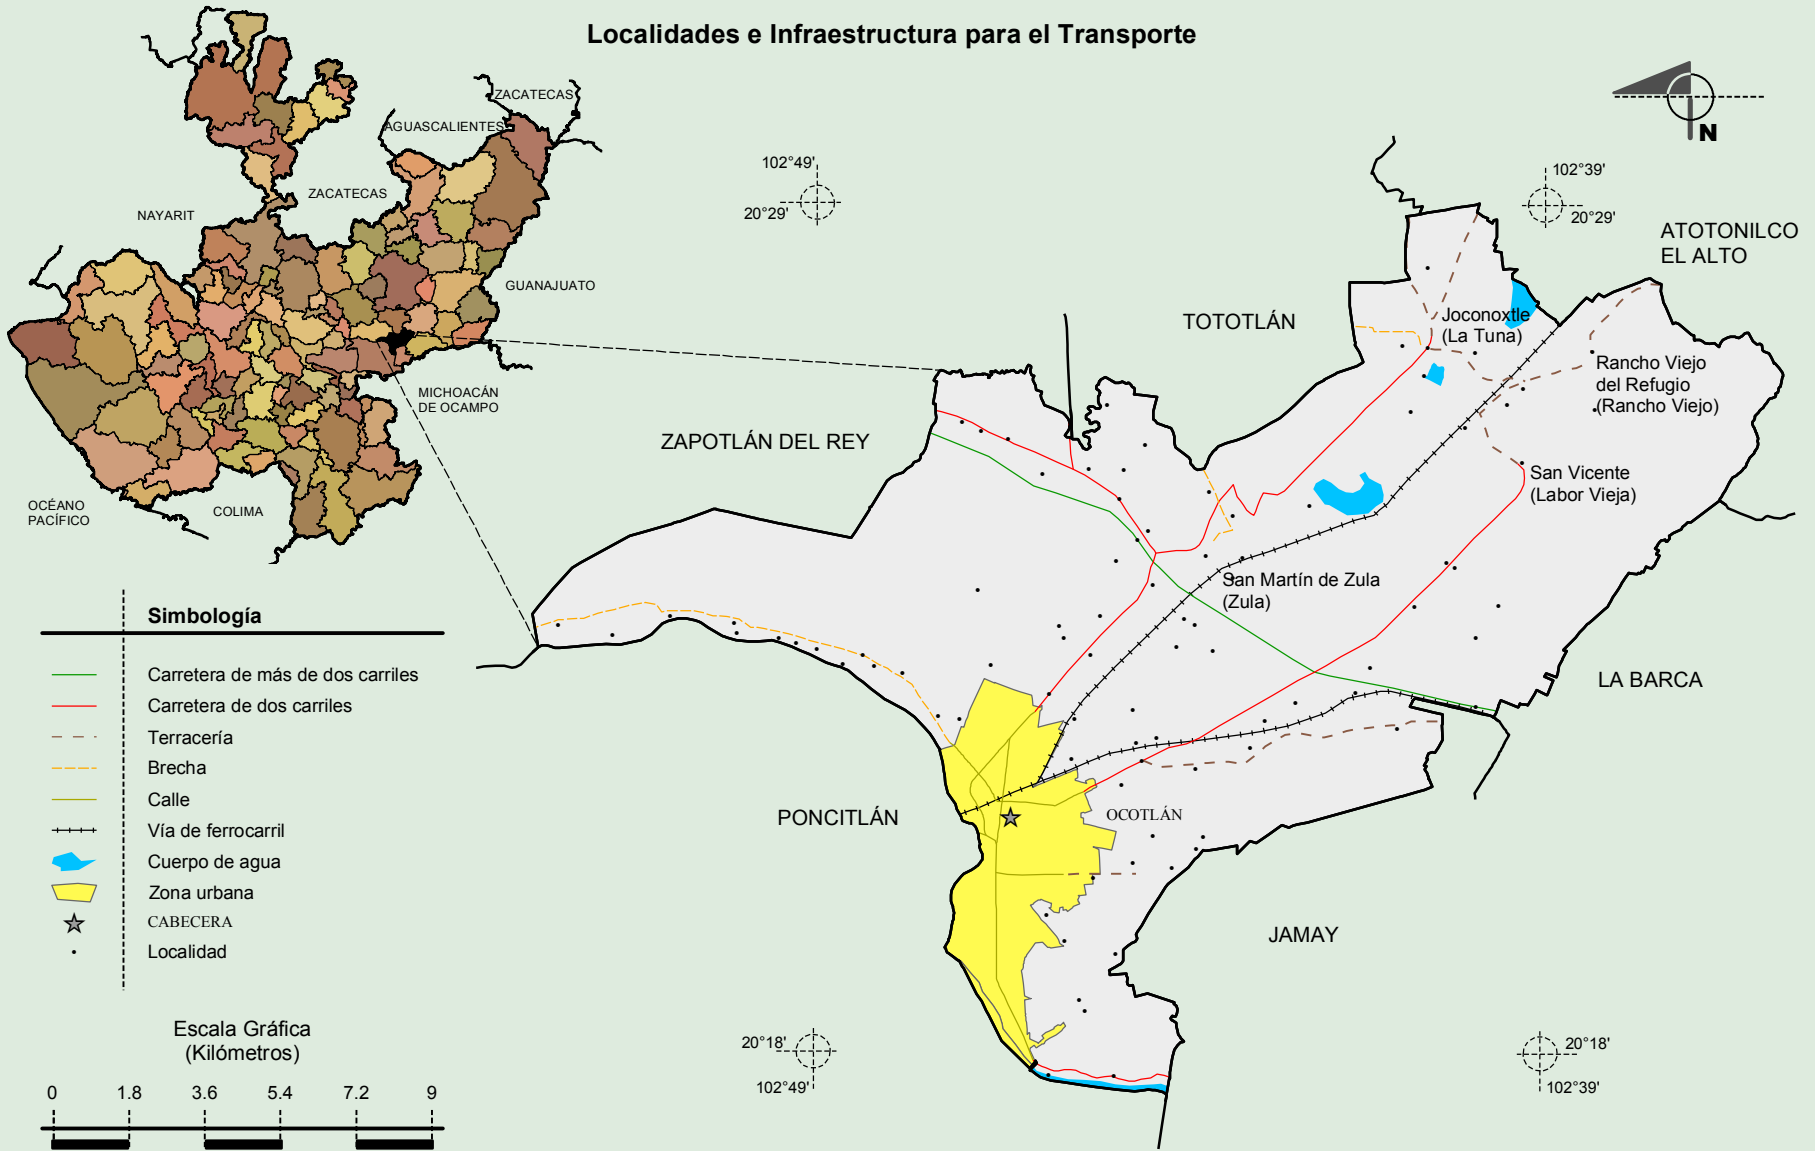 Localidades e Infraestructura para el Transporte
ZACATECAS
AGUASCALIENTES
ZACATECAS
NAYARIT
GUANAJUATO
MICHOACÁN
DE OCAMPO
OCÉANO
PACÍFICO
COLIMA
N
102°49'
20°29'
102°39'
20°29'
ATOTONILCO
EL ALTO
TOTOTLÁN
Joconoxtle
(La Tuna)
Rancho Viejo
del Refugio
(Rancho Viejo)
ZAPOTLÁN DEL REY
San Vicente
(Labor Vieja)
San Martín de Zula
(Zula)
LA BARCA
PONCITLÁN
OCOTLÁN
JAMAY
20°18'
102°49'
20°18'
102°39'
Simbología
Carretera de más de dos carriles
Carretera de dos carriles
Terracería
Brecha
Calle
Vía de ferrocarril
Cuerpo de agua
Zona urbana
CABECERA
Localidad
Escala Gráfica
(Kilómetros)
0 1.8 3.6 5.4 7.2 9